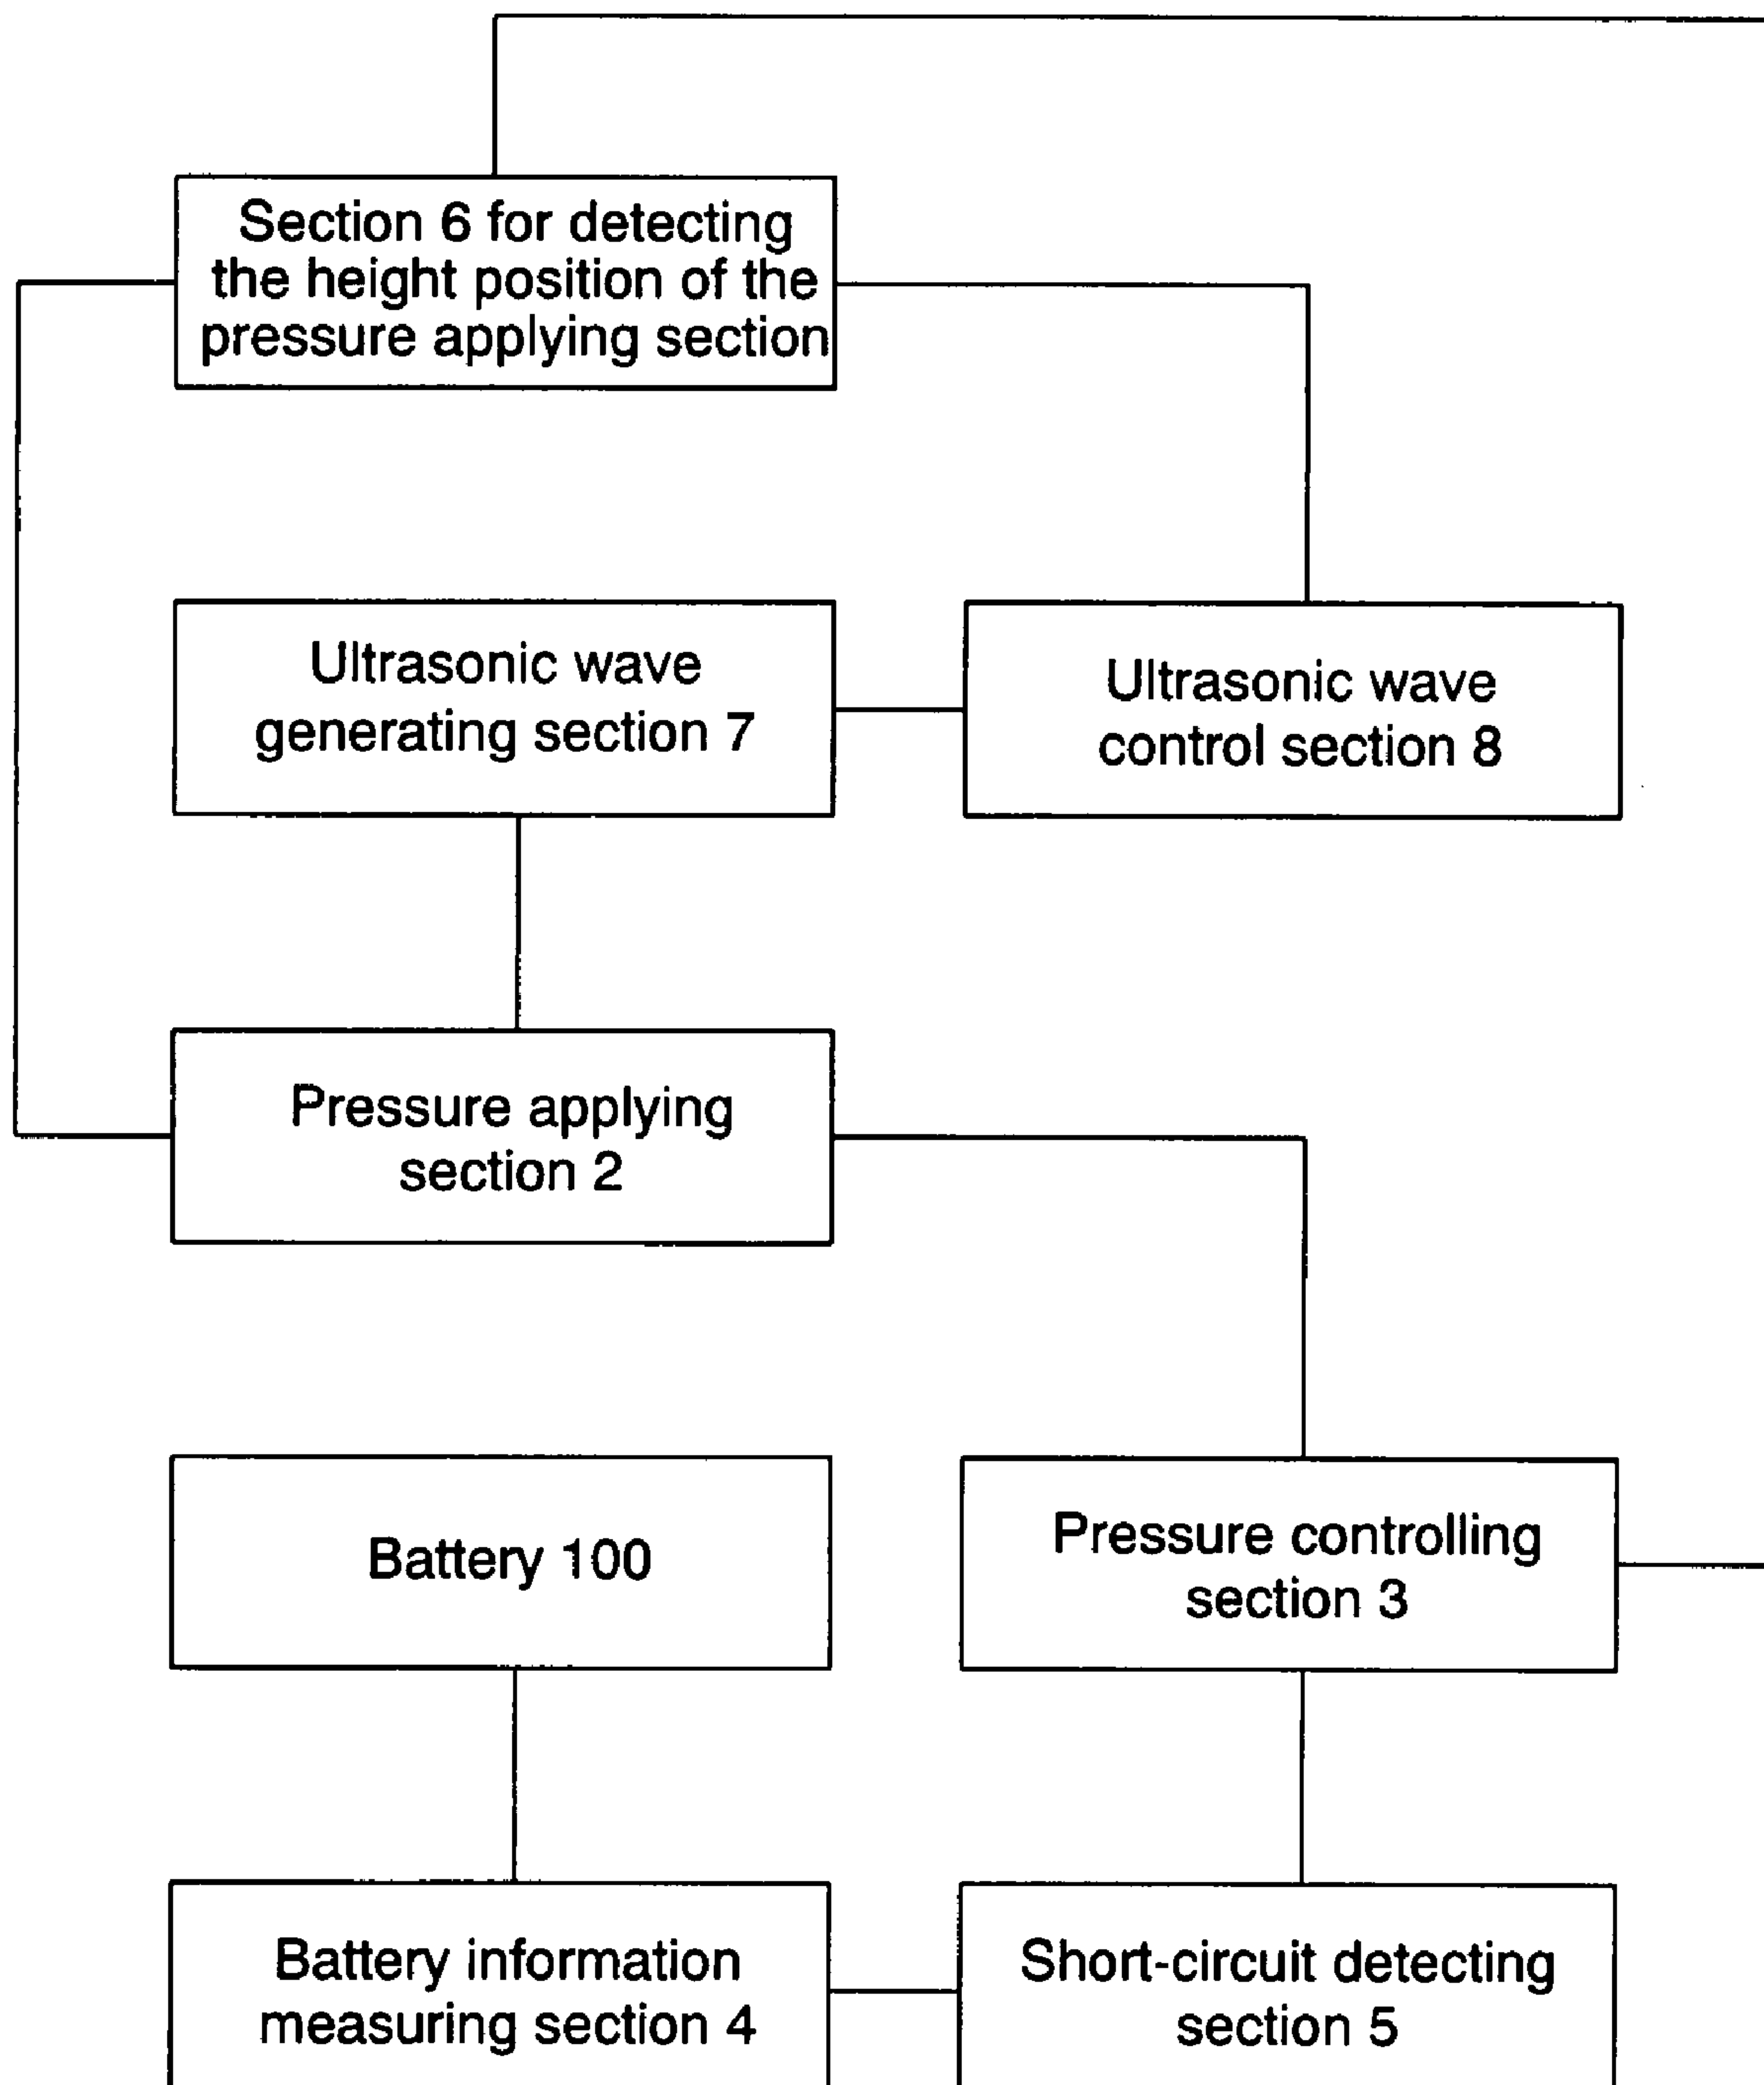 Section 6 for detecting
the height position of the
pressure applying section
Ultrasonic wave
generating section 7
Ultrasonic wave
control section 8
Pressure applying
section 2
Battery 100
Pressure controlling
section 3
Battery information
measuring section 4
Short-circuit detecting
section 5